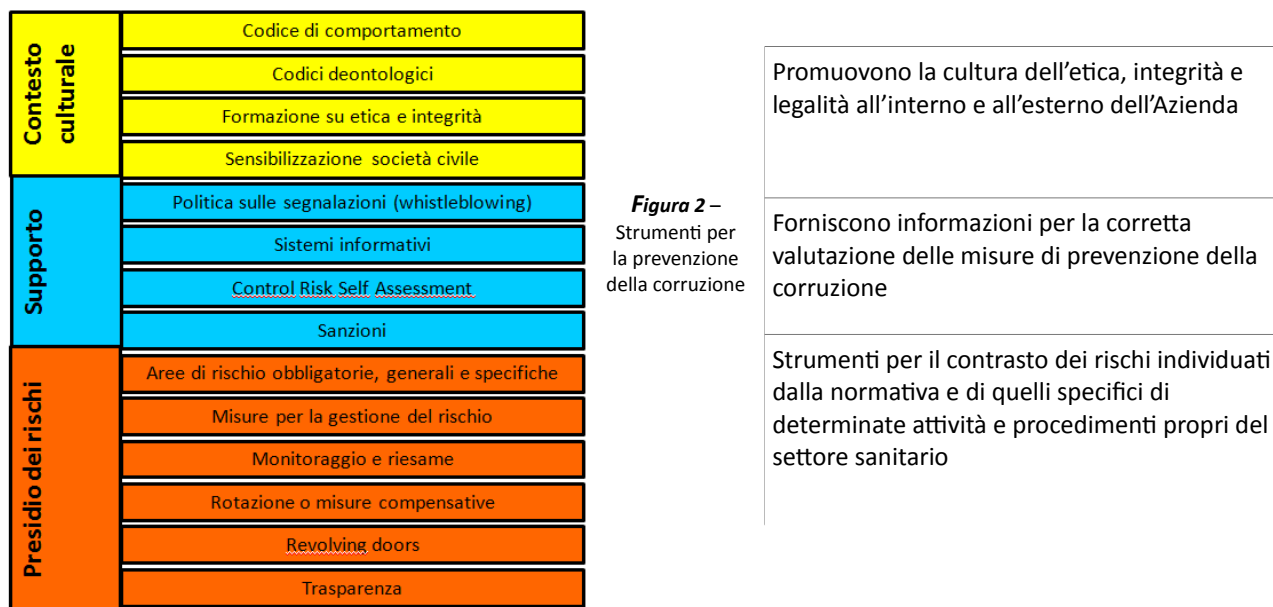 Contesto
culturale
Codice di comportamento
Codici deontologici
Formazione su etica e integrità
Sensibilizzazione società civile
Supporto
Politica sulle segnalazioni (whistleblowing)
Sistemi informativi
Control Risk Self Assessment
Sanzioni
Presidio dei rischi
Aree di rischio obbligatorie, generali e specifiche
Misure per la gestione del rischio
Monitoraggio e riesame
Rotazione o misure compensative
Revolving doors
Trasparenza
Figura 2 –
Strumenti per
la prevenzione
della corruzione
Promuovono la cultura dell’etica, integrità e
legalità all’interno e all’esterno dell’Azienda
Forniscono informazioni per la corretta
valutazione delle misure di prevenzione della
corruzione
Strumenti per il contrasto dei rischi individuati
dalla normativa e di quelli specifici di
determinate attività e procedimenti propri del
settore sanitario